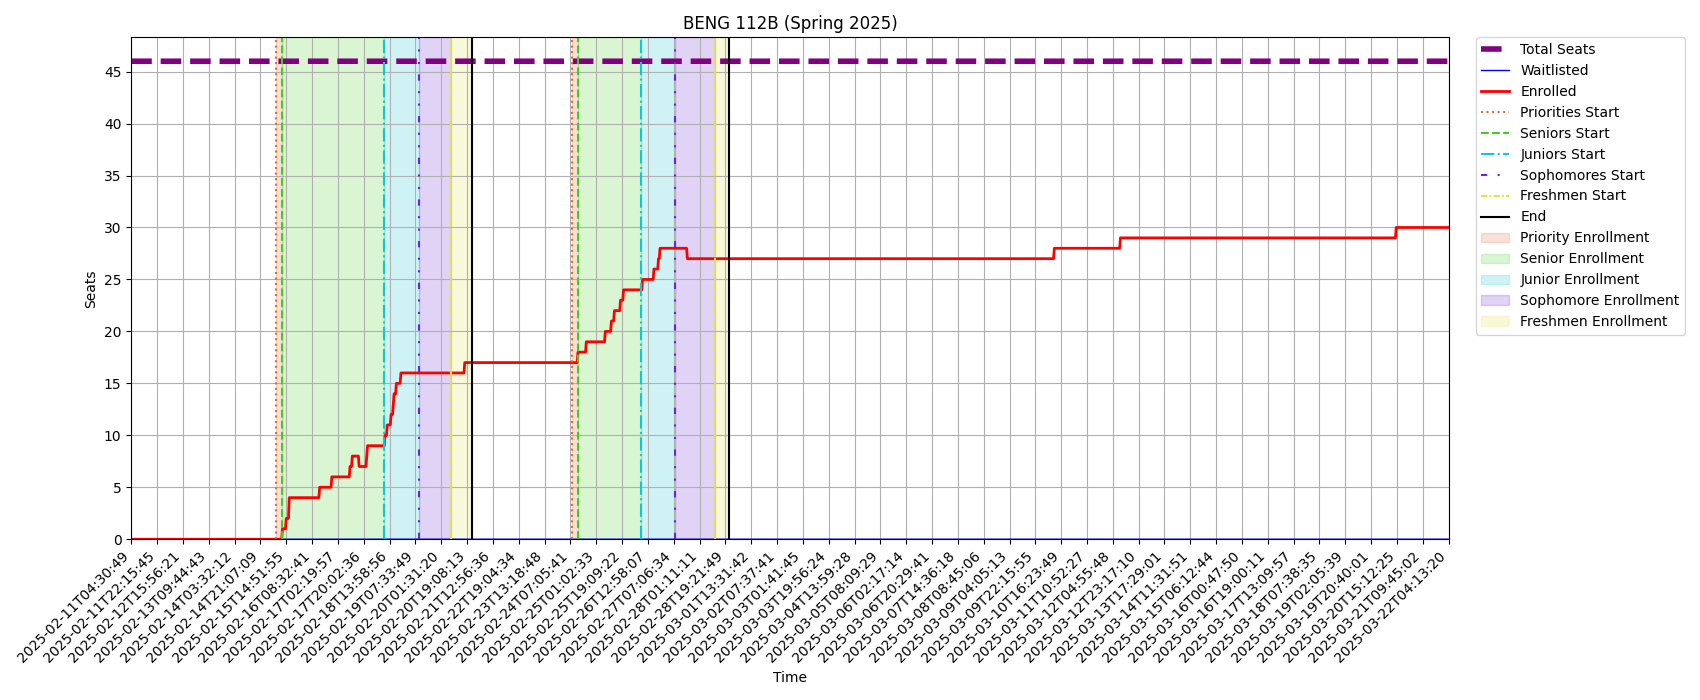 BENG 112B (Spring 2025)
Seats
45
40
35
30
25
20
15
10
5
0
2025-02-11T04:30:49
2025-02-11T22:15:45
2025-02-12T15:56:21
2025-02-13T09:44:43
2025-02-14T03:32:12
2025-02-14T21:07:09
2025-02-15T14:51:55
2025-02-16T08:32:41
2025-02-17T02:19:57
2025-02-17T20:02:36
2025-02-18T13:58:56
2025-02-19T07:33:49
2025-02-20T01:31:20
2025-02-20T19:08:13
2025-02-21T12:56:36
2025-02-22T19:04:34
2025-02-23T13:18:48
2025-02-24T07:05:41
2025-02-25T01:02:33
2025-02-25T19:09:22
2025-02-26T12:58:07
2025-02-27T07:06:34
2025-02-28T01:11:11
2025-02-28T19:21:49
2025-03-01T13:31:42
2025-03-02T07:37:41
2025-03-03T01:41:45
2025-03-03T19:56:24
2025-03-04T13:59:28
2025-03-05T08:09:29
2025-03-06T02:17:14
2025-03-06T20:29:41
2025-03-07T14:36:18
2025-03-08T08:45:06
2025-03-09T04:05:13
2025-03-09T22:15:55
2025-03-10T16:23:49
2025-03-11T10:52:27
2025-03-12T04:55:48
2025-03-12T23:17:10
2025-03-13T17:29:01
2025-03-14T11:31:51
2025-03-15T06:12:44
2025-03-16T00:47:50
2025-03-16T19:00:11
2025-03-17T13:09:57
2025-03-18T07:38:35
2025-03-19T02:05:39
2025-03-19T20:40:01
2025-03-20T15:12:25
2025-03-21T09:45:02
2025-03-22T04:13:20
Time
Total Seats
Waitlisted
Enrolled
Priorities Start
Seniors Start
Juniors Start
Sophomores Start
Freshmen Start
End
Priority Enrollment
Senior Enrollment
Junior Enrollment
Sophomore Enrollment
Freshmen Enrollment